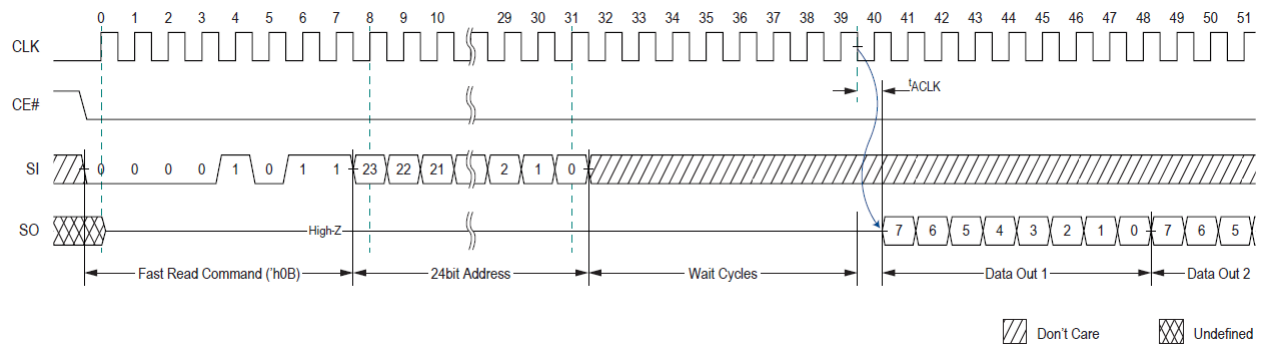 0 1 2 3 4 5 6 7 8 9 10 29 30 31 32 33 34 35 36 37 38 39 40 41 42 43 44 45 46 47 48 49 50 51
CLK
CE#
tACLK
SI 0 0 0 0 1 0 1 1 23 22 21 2 1 0
SO High-Z 7 6 5 4 3 2 1 0 7 6 5
Fast Read Command ('h0B) 24bit Address Wait Cycles Data Out 1 Data Out 2
Don't Care Undefined